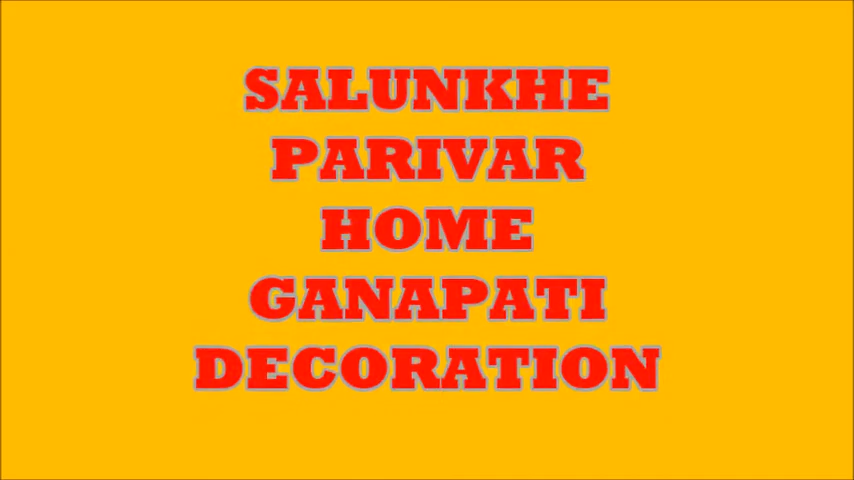 SALUNKHE
PARIVAR
HOME
GANAPATI
DECORATION